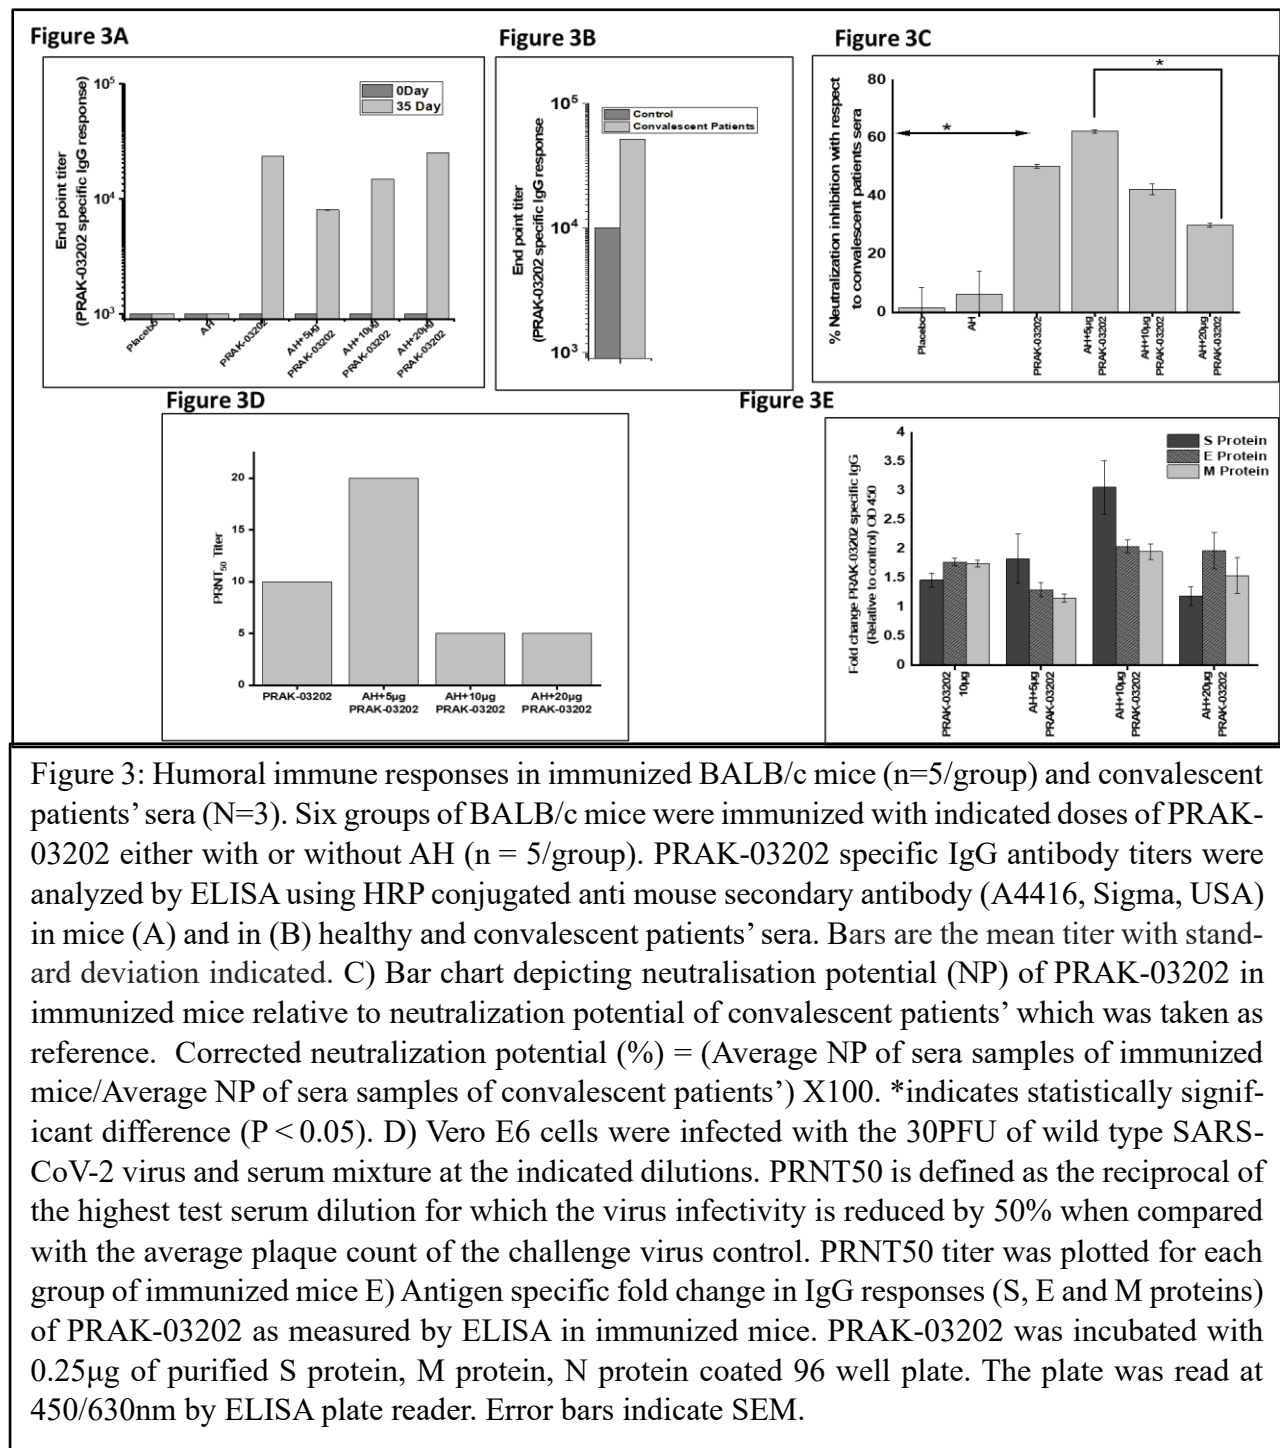 Figure 3A
Figure 3B
Figure 3C
10⁵
10⁴
10³
End point titer
(PRAK-03202 specific IgG response)
0Day
35 Day
Placebo
AH
PRAK-03202
AH+5µg
PRAK-03202
AH+10µg
PRAK-03202
AH+20µg
PRAK-03202
10⁵
10⁴
10³
End point titer
(PRAK-03202 specific IgG response)
Control
Convalescent Patients
80
60
40
20
0
% Neutralization inhibition with respect
to convalescent patients sera
*
*
Placebo
AH
PRAK-03202
AH+5µg
PRAK-03202
AH+10µg
PRAK-03202
AH+20µg
PRAK-03202
Figure 3D
Figure 3E
20
15
10
5
0
PRNT₅₀ Titer
PRAK-03202
AH+5µg
PRAK-03202
AH+10µg
PRAK-03202
AH+20µg
PRAK-03202
4
3.5
3
2.5
2
1.5
1
0.5
0
Fold change PRAK-03202 specific IgG
(Relative to control) OD 450
S Protein
E Protein
M Protein
PRAK-03202
10µg
AH+5µg
PRAK-03202
AH+10µg
PRAK-03202
AH+20µg
PRAK-03202
Figure 3: Humoral immune responses in immunized BALB/c mice (n=5/group) and convalescent
patients' sera (N=3). Six groups of BALB/c mice were immunized with indicated doses of PRAK-
03202 either with or without AH (n = 5/group). PRAK-03202 specific IgG antibody titers were
analyzed by ELISA using HRP conjugated anti mouse secondary antibody (A4416, Sigma, USA)
in mice (A) and in (B) healthy and convalescent patients' sera. Bars are the mean titer with stand-
ard deviation indicated. C) Bar chart depicting neutralisation potential (NP) of PRAK-03202 in
immunized mice relative to neutralization potential of convalescent patients' which was taken as
reference. Corrected neutralization potential (%) = (Average NP of sera samples of immunized
mice/Average NP of sera samples of convalescent patients') X100. *indicates statistically signif-
icant difference (P < 0.05). D) Vero E6 cells were infected with the 30PFU of wild type SARS-
CoV-2 virus and serum mixture at the indicated dilutions. PRNT50 is defined as the reciprocal of
the highest test serum dilution for which the virus infectivity is reduced by 50% when compared
with the average plaque count of the challenge virus control. PRNT50 titer was plotted for each
group of immunized mice E) Antigen specific fold change in IgG responses (S, E and M proteins)
of PRAK-03202 as measured by ELISA in immunized mice. PRAK-03202 was incubated with
0.25µg of purified S protein, M protein, N protein coated 96 well plate. The plate was read at
450/630nm by ELISA plate reader. Error bars indicate SEM.